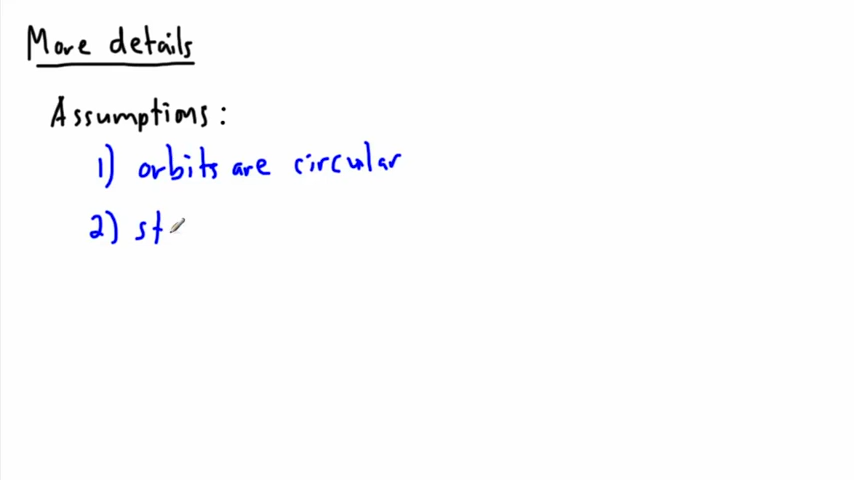 More details
Assumptions:
1) orbits are circular
2) st